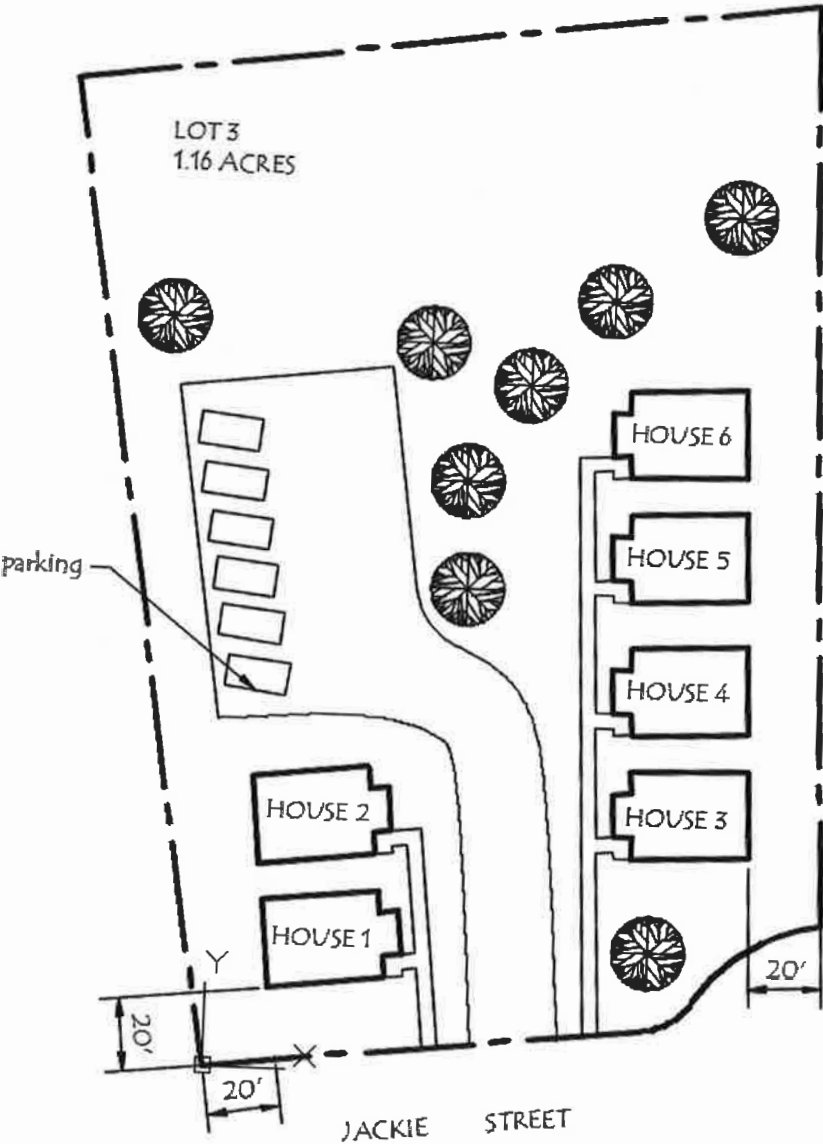 LOT 3
1.16 ACRES
HOUSE 6
HOUSE 5
parking
HOUSE 4
HOUSE 2
HOUSE 3
HOUSE 1
Y
20'
20'
X
20'
JACKIE STREET